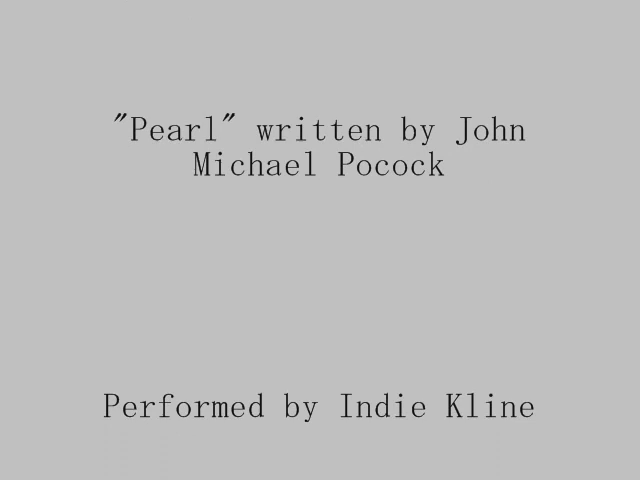 "Pearl" written by John
Michael Pocock
Performed by Indie Kline